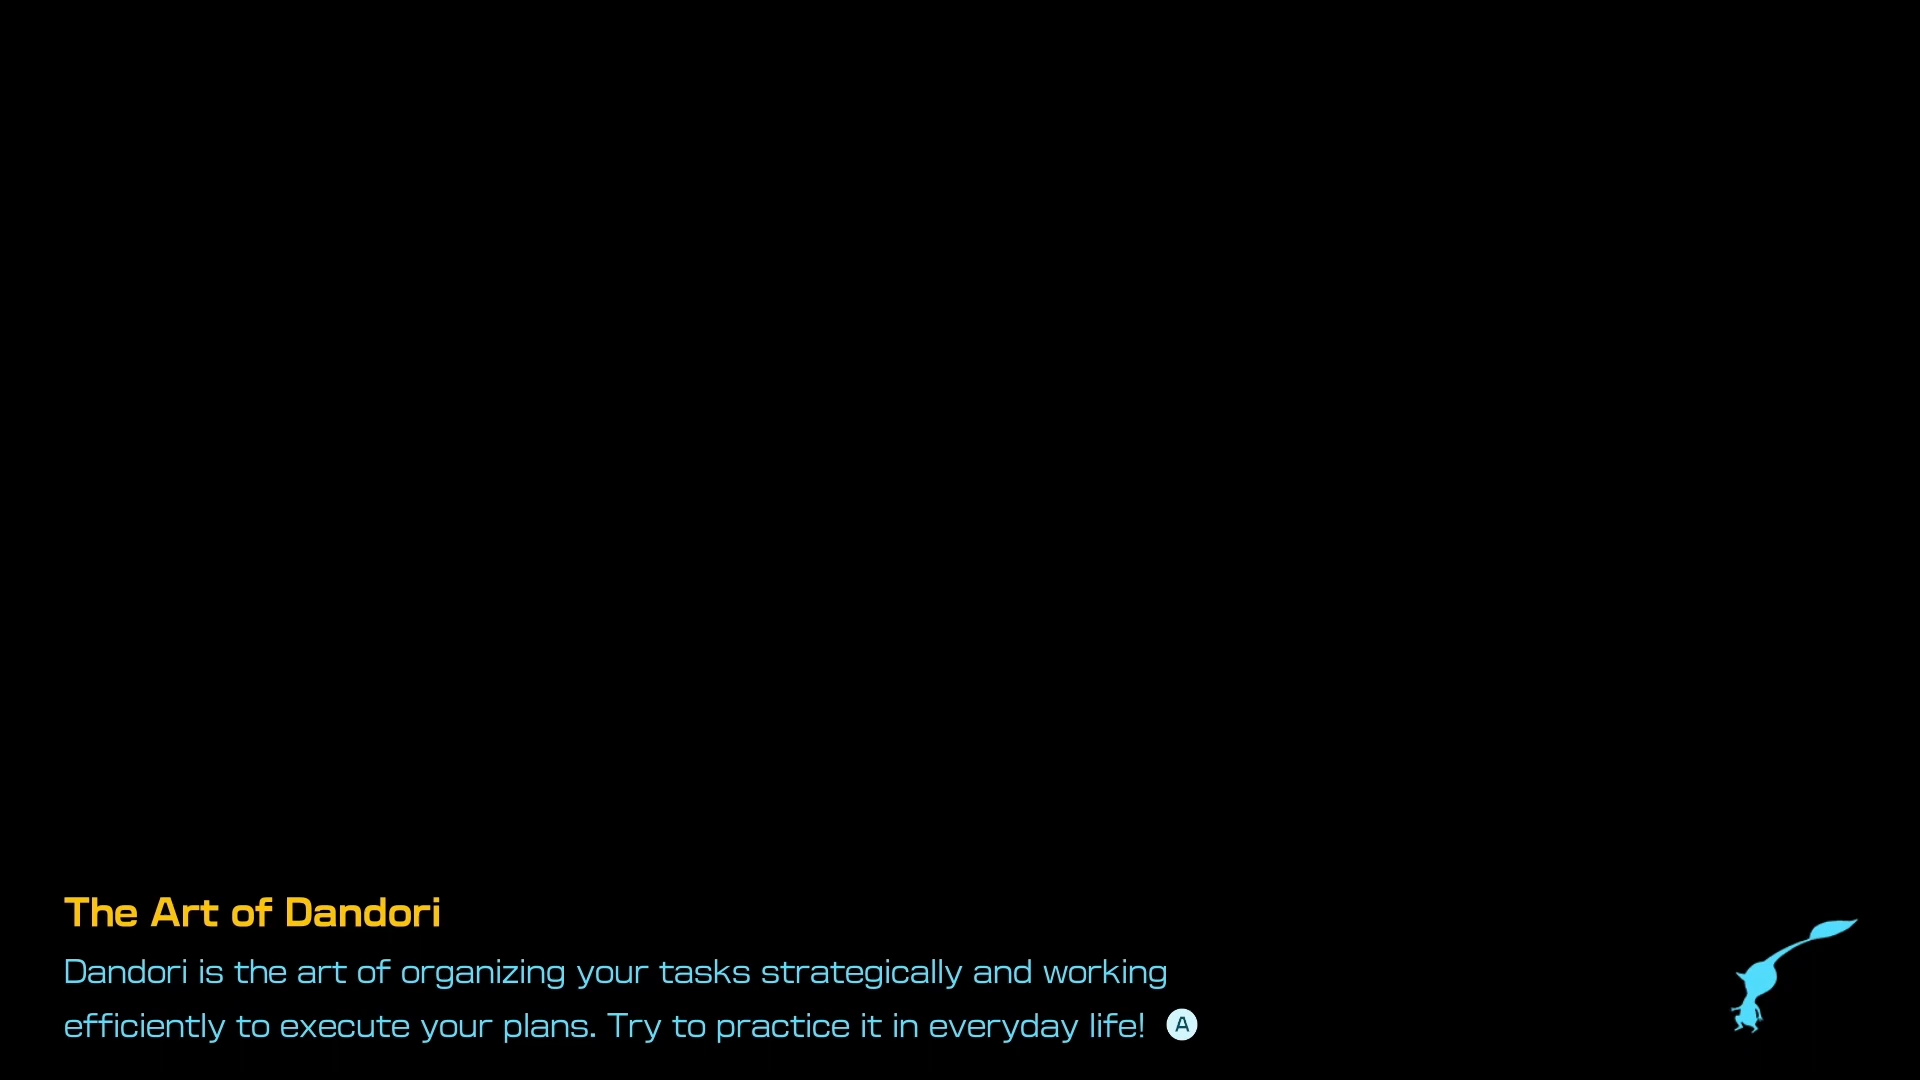 The Art of Dandori
Dandori is the art of organizing your tasks strategically and working
efficiently to execute your plans. Try to practice it in everyday life! A